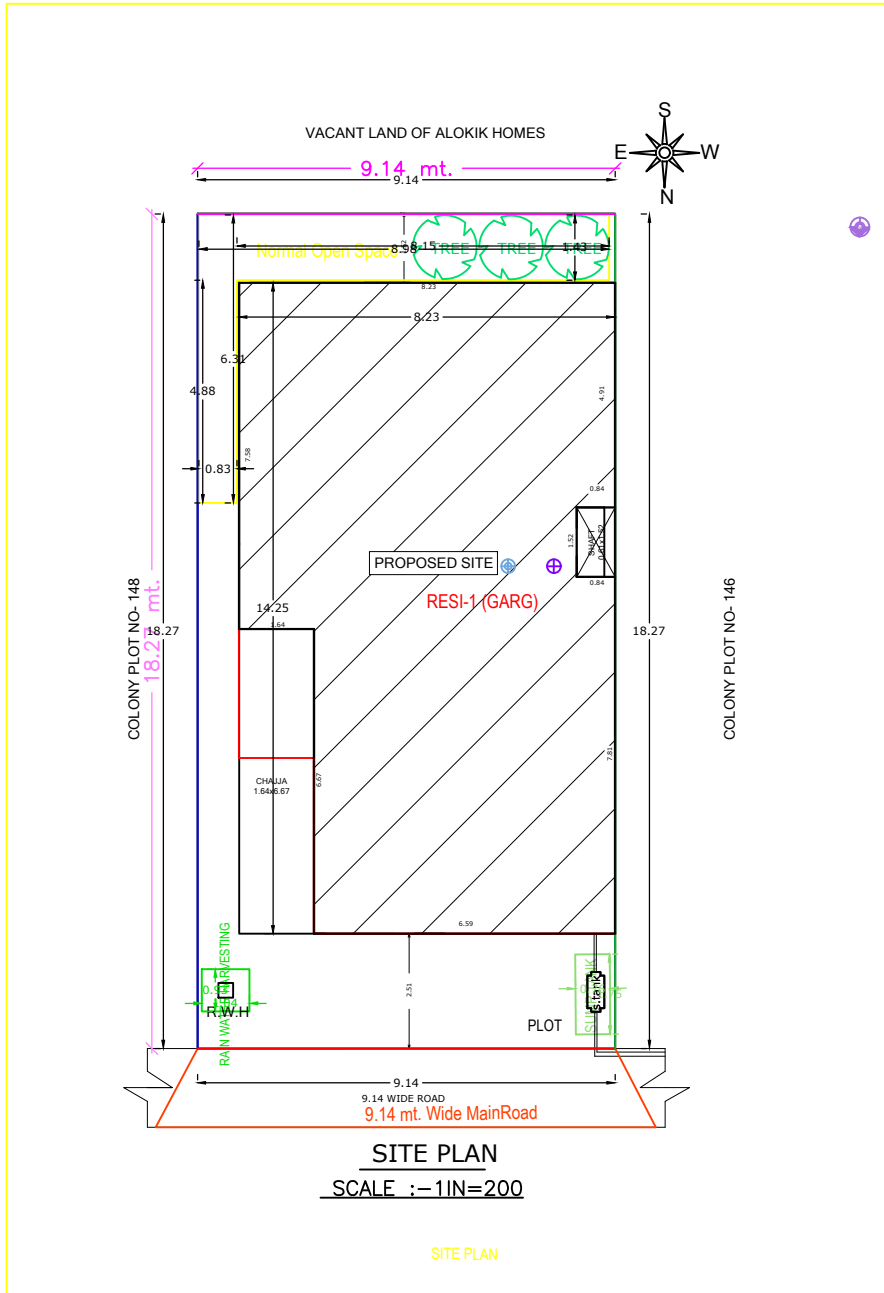 S
VACANT LAND OF ALOKIK HOMES
E
W
9.14 mt.
9.14
N
Normal Open Space
8.98
8.15
TREE
TREE
TREE
1.43
8.23
8.23
6.31
4.88
4.91
7.58
0.83
0.84
SHAFT
1.52
0.84
PROPOSED SITE
RESI-1 (GARG)
14.25
1.64
COLONY PLOT NO- 148
18.27 mt.
18.27
18.27
COLONY PLOT NO- 146
7.81
6.67
CHAJJA
1.64x6.67
6.59
RAIN WATER HARVESTING
R.W.H
2.51
s.tank
PLOT
9.14
9.14 WIDE ROAD
9.14 mt. Wide MainRoad
SITE PLAN
SCALE :-1IN=200
SITE PLAN